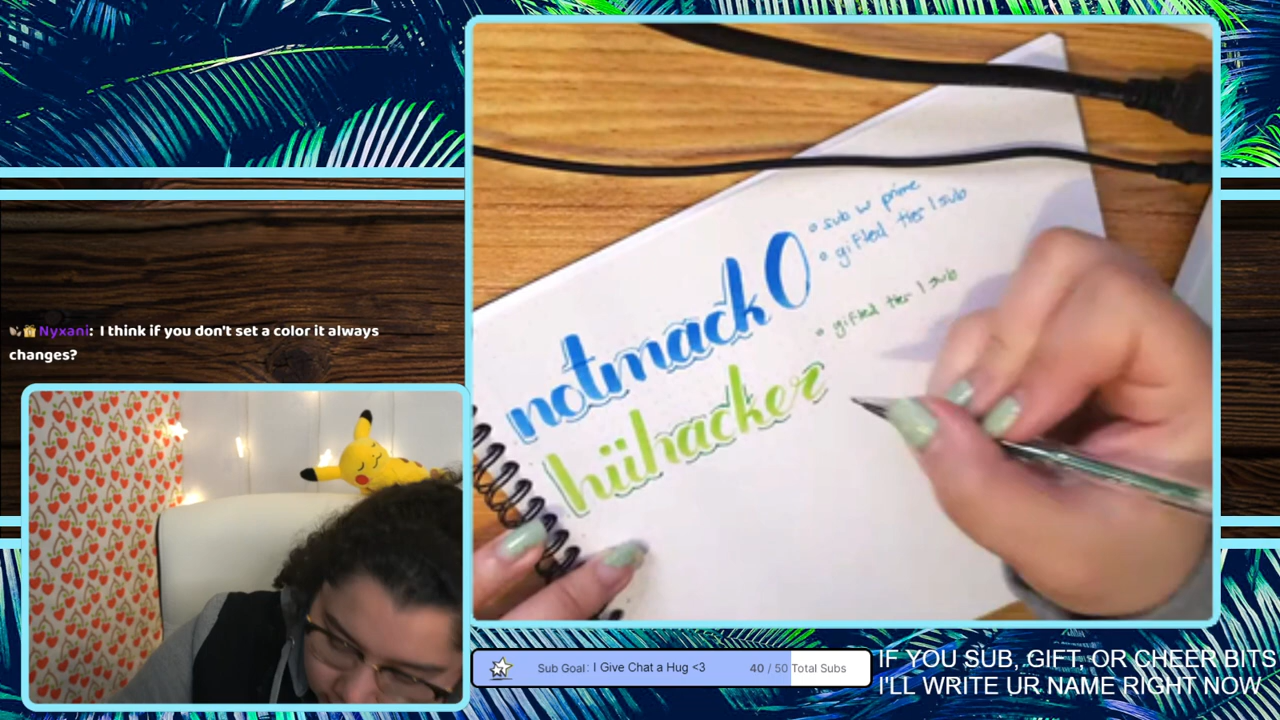 sub w prime
gifted tier 1 sub
notmack0
gifted tier 1 sub
hiihacker
Nyxani: I think if you don't set a color it always
changes?
Sub Goal: I Give Chat a Hug <3 40 / 50 Total Subs
IF YOU SUB, GIFT, OR CHEER BITS
I'LL WRITE UR NAME RIGHT NOW